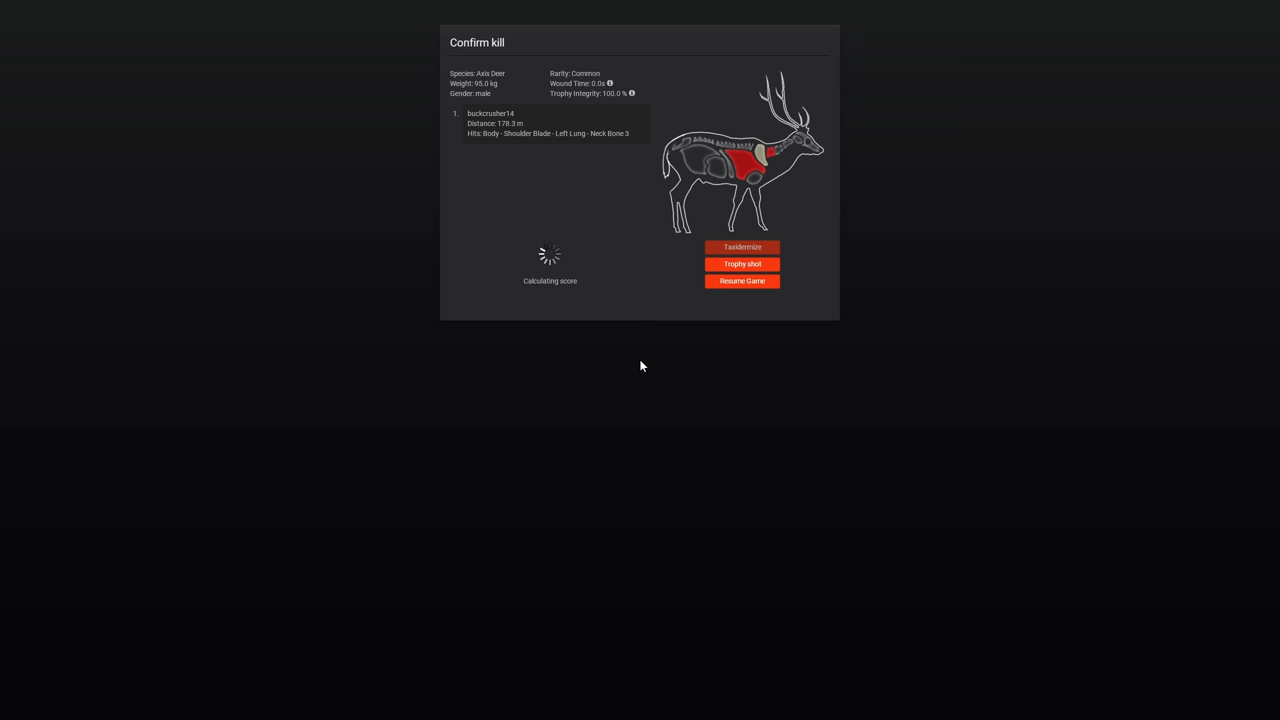 Confirm kill
Species: Axis Deer
Rarity: Common
Weight: 95.0 kg
Wound Time: 0.0s
Gender: male
Trophy Integrity: 100.0 %
1.
buckcrusher14
Distance: 178.3 m
Hits: Body - Shoulder Blade - Left Lung - Neck Bone 3
Taxidermize
Trophy shot
Calculating score
Resume Game